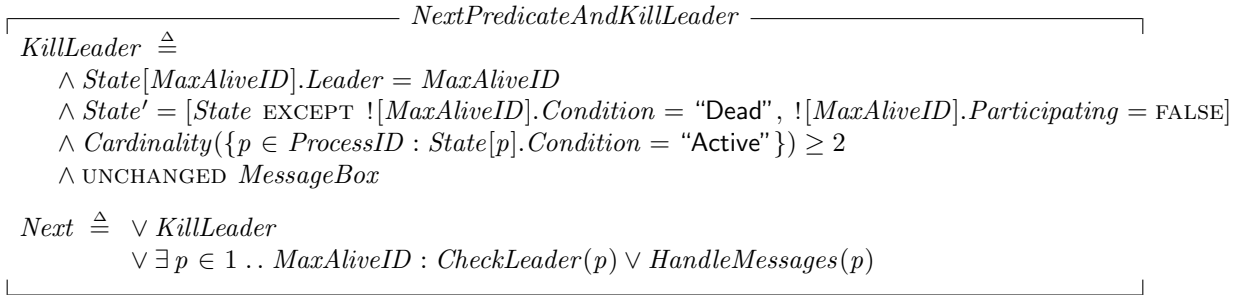 NextPredicateAndKillLeader
KillLeader ≜
∧ State[MaxAliveID].Leader = MaxAliveID
∧ State′ = [State EXCEPT ![MaxAliveID].Condition = “Dead”, ![MaxAliveID].Participating = FALSE]
∧ Cardinality({p ∈ ProcessID : State[p].Condition = “Active”}) ≥ 2
∧ UNCHANGED MessageBox
Next ≜ ∨ KillLeader
∨ ∃ p ∈ 1 .. MaxAliveID : CheckLeader(p) ∨ HandleMessages(p)